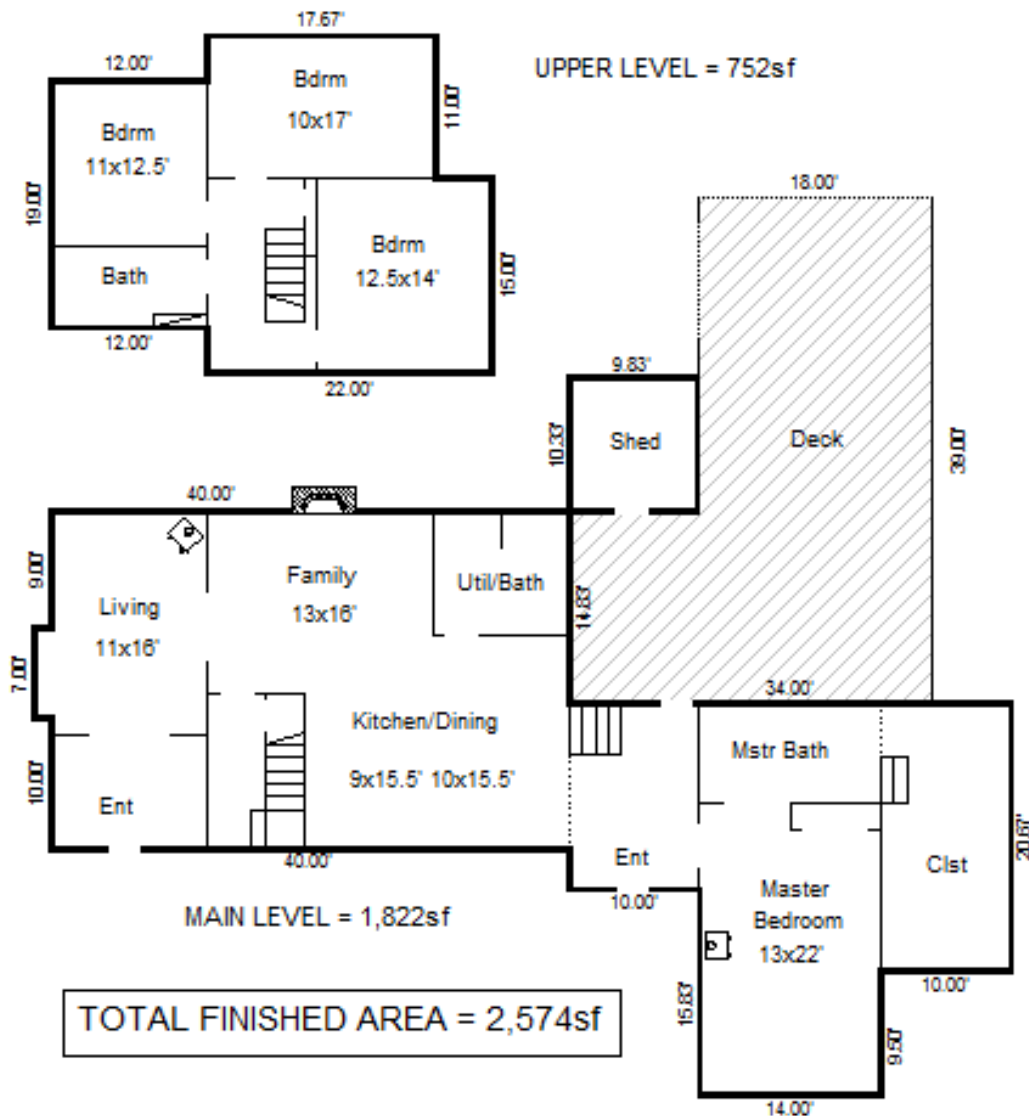 17.67'
12.00'
UPPER LEVEL = 752sf
Bdrm
10x17'
11.00'
Bdrm
11x12.5'
19.00'
18.00'
Bdrm
12.5x14'
15.00'
Bath
12.00'
22.00'
9.83'
10.33'
Shed
Deck
39.00'
40.00'
9.00'
Family
13x16'
Util/Bath
14.83'
Living
11x16'
7.00'
34.00'
Kitchen/Dining
9x15.5' 10x15.5'
Mstr Bath
10.00'
Ent
40.00'
Ent
10.00'
Clst
20.67'
Master
Bedroom
13x22'
MAIN LEVEL = 1,822sf
15.83'
10.00'
9.50'
14.00'
TOTAL FINISHED AREA = 2,574sf